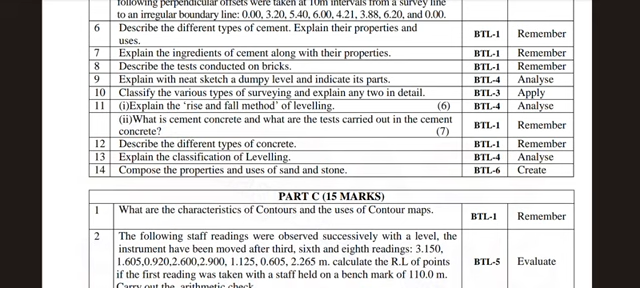 following perpendicular offsets were taken at 10m intervals from a survey line
to an irregular boundary line: 0.00, 3.20, 5.40, 6.00, 4.21, 3.88, 6.20, and 0.00.
6 Describe the different types of cement. Explain their properties and
uses. BTL-1 Remember
7 Explain the ingredients of cement along with their properties. BTL-1 Remember
8 Describe the tests conducted on bricks. BTL-1 Remember
9 Explain with neat sketch a dumpy level and indicate its parts. BTL-4 Analyse
10 Classify the various types of surveying and explain any two in detail. BTL-3 Apply
11 (i)Explain the ‘rise and fall method’ of levelling. (6) BTL-4 Analyse
(ii)What is cement concrete and what are the tests carried out in the cement
concrete? (7) BTL-1 Remember
12 Describe the different types of concrete. BTL-1 Remember
13 Explain the classification of Levelling. BTL-4 Analyse
14 Compose the properties and uses of sand and stone. BTL-6 Create
PART C (15 MARKS)
1 What are the characteristics of Contours and the uses of Contour maps. BTL-1 Remember
2 The following staff readings were observed successively with a level, the
instrument have been moved after third, sixth and eighth readings: 3.150,
1.605,0.920,2.600,2.900, 1.125, 0.605, 2.265 m. calculate the R.L of points BTL-5 Evaluate
if the first reading was taken with a staff held on a bench mark of 110.0 m.
Carry out the arithmetic check.